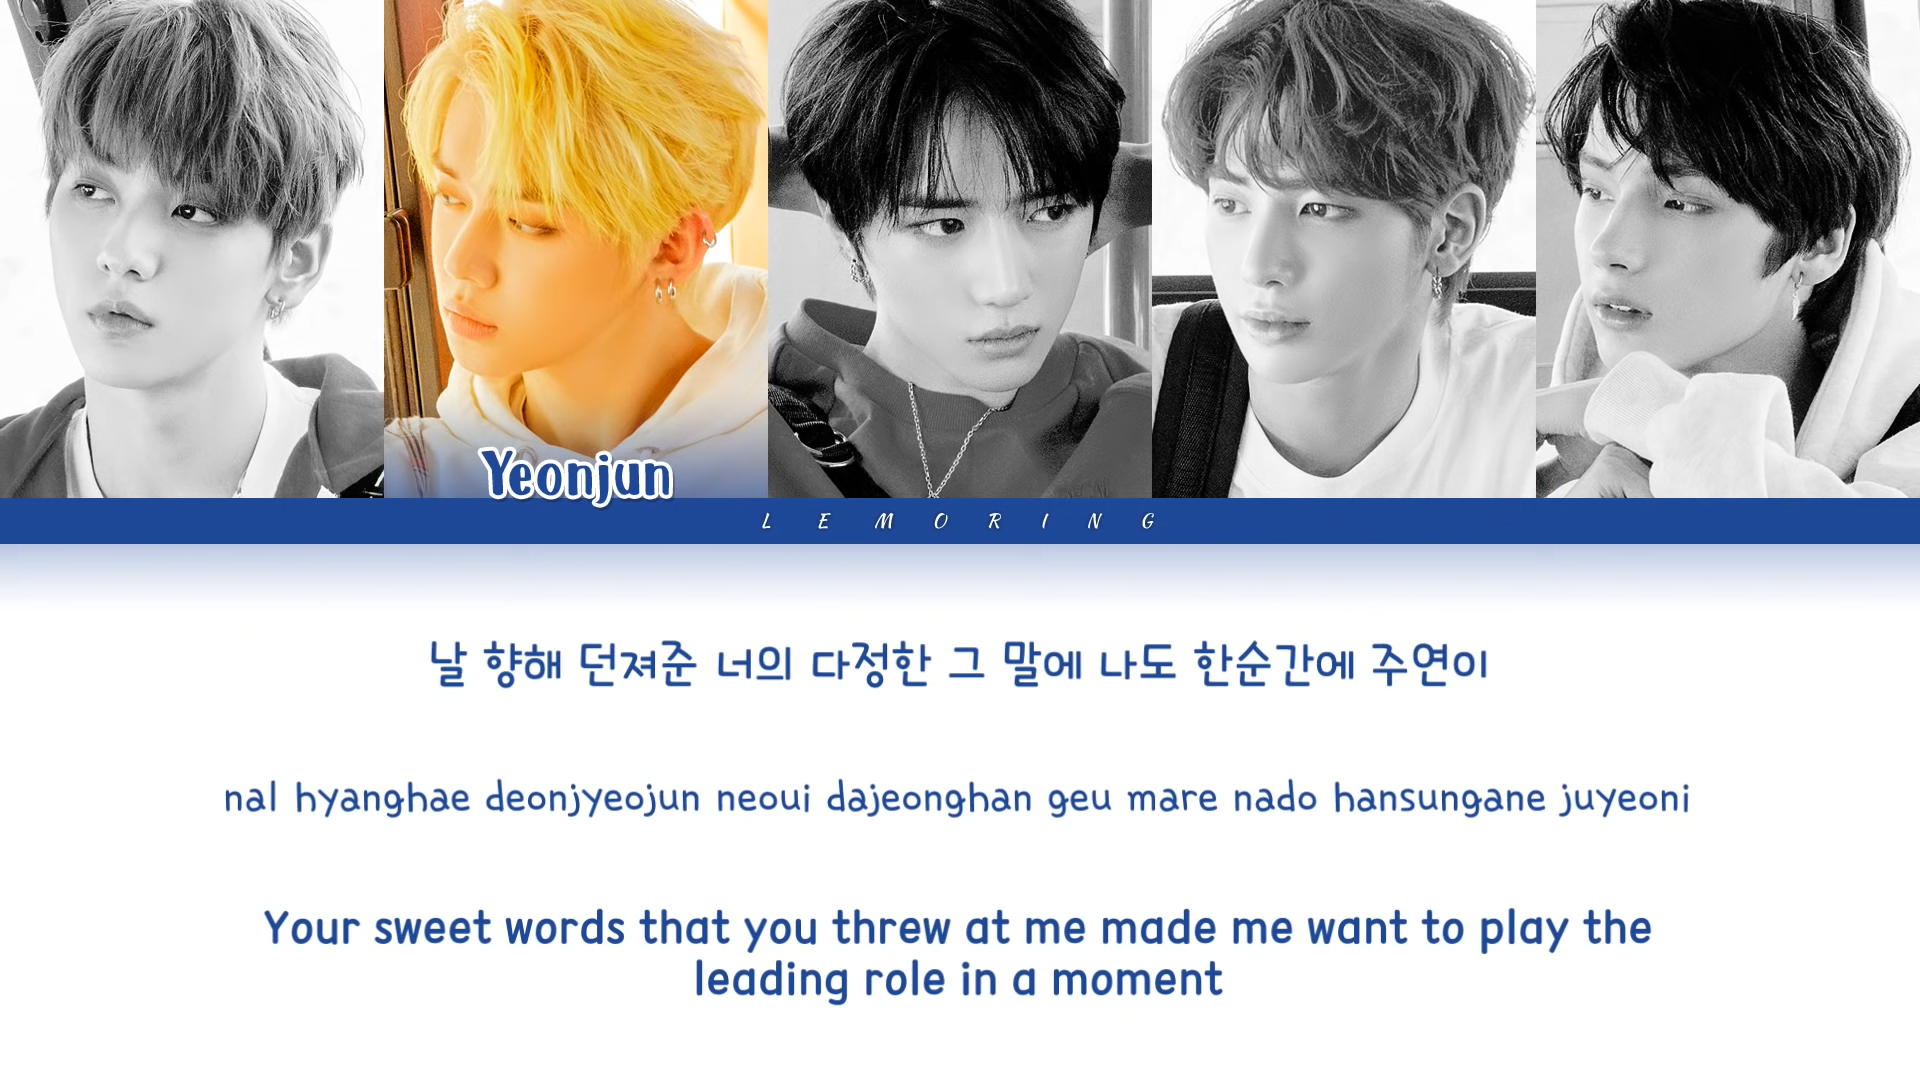 Yeonjun
LEMORING
날 향해 던져준 너의 다정한 그 말에 나도 한순간에 주연이
nal hyanghae deonjyeojun neoui dajeonghan geu mare nado hansungane juyeoni
Your sweet words that you threw at me made me want to play the
leading role in a moment